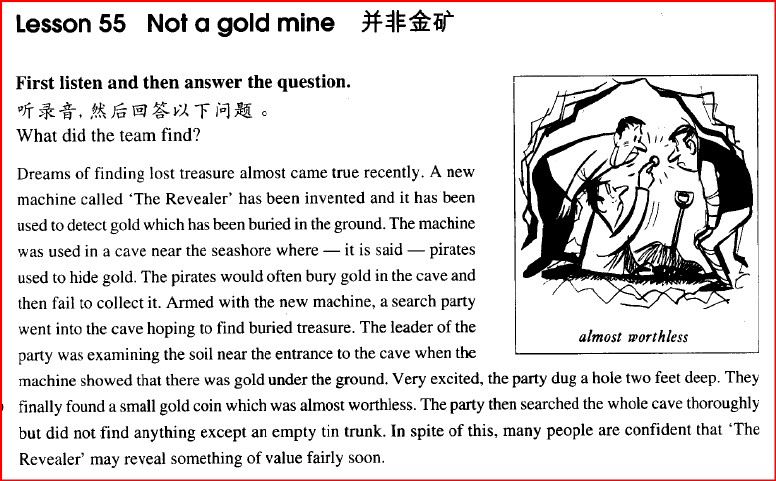 Lesson 55 Not a gold mine 并非金矿
First listen and then answer the question.
听录音，然后回答以下问题。
What did the team find?
Dreams of finding lost treasure almost came true recently. A new
machine called ‘The Revealer’ has been invented and it has been
used to detect gold which has been buried in the ground. The machine
was used in a cave near the seashore where — it is said — pirates
used to hide gold. The pirates would often bury gold in the cave and
then fail to collect it. Armed with the new machine, a search party
went into the cave hoping to find buried treasure. The leader of the
party was examining the soil near the entrance to the cave when the
machine showed that there was gold under the ground. Very excited, the party dug a hole two feet deep. They
finally found a small gold coin which was almost worthless. The party then searched the whole cave thoroughly
but did not find anything except an empty tin trunk. In spite of this, many people are confident that ‘The
Revealer’ may reveal something of value fairly soon.
almost worthless